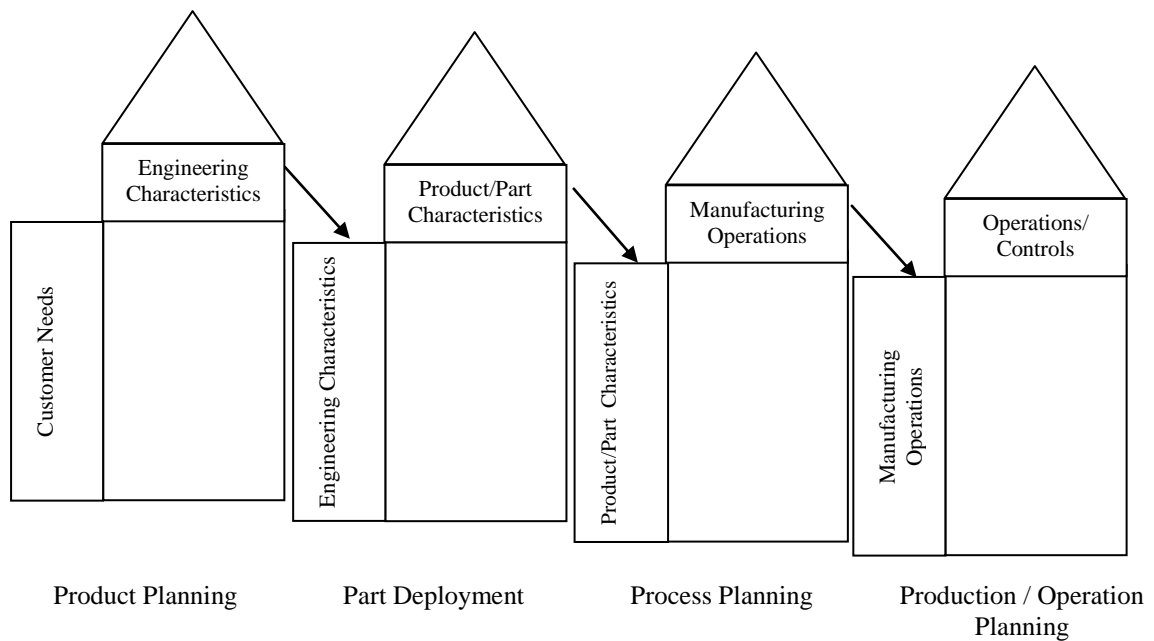 Engineering
Characteristics
Product/Part
Characteristics
Manufacturing
Operations
Operations/
Controls
Customer Needs
Engineering Characteristics
Product/Part Characteristics
Manufacturing
Operations
Product Planning
Part Deployment
Process Planning
Production / Operation
Planning